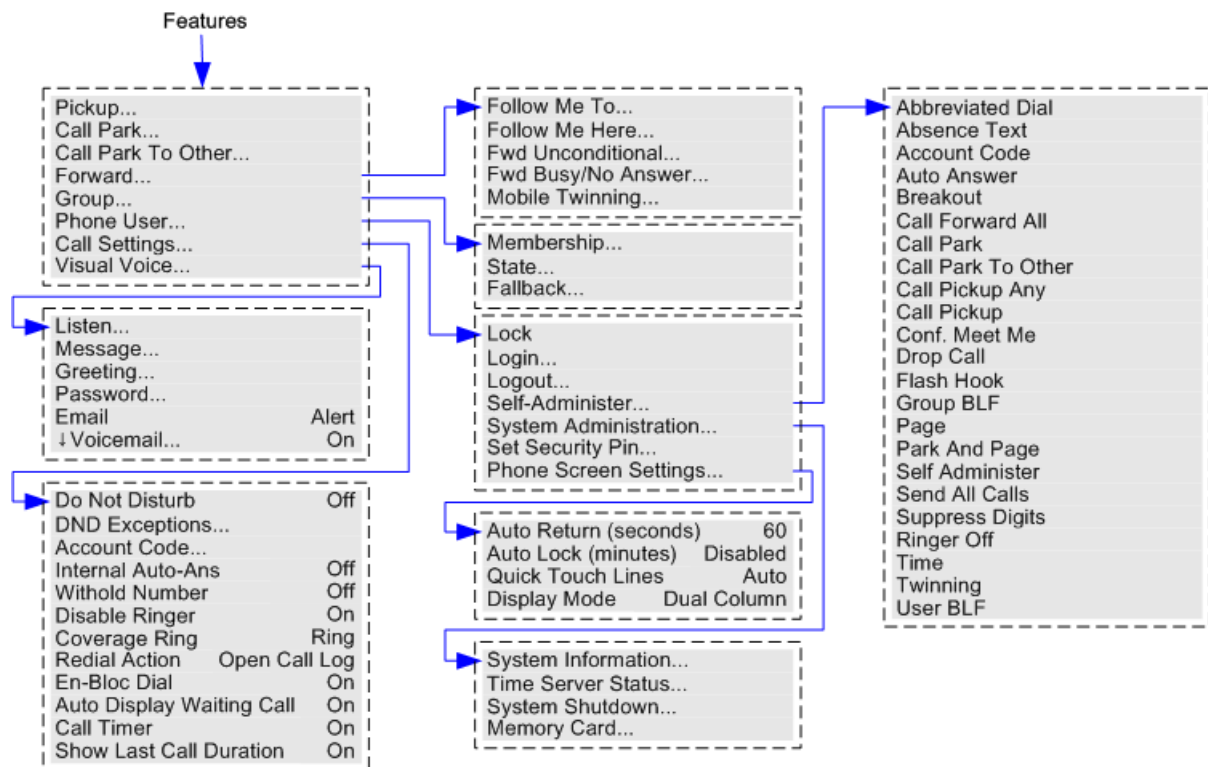 Features
Pickup...
Call Park...
Call Park To Other...
Forward...
Group...
Phone User...
Call Settings...
Visual Voice...
Listen...
Message...
Greeting...
Password...
Email Alert
↓Voicemail... On
Do Not Disturb Off
DND Exceptions...
Account Code...
Internal Auto-Ans Off
Withold Number Off
Disable Ringer On
Coverage Ring Ring
Redial Action Open Call Log
En-Bloc Dial On
Auto Display Waiting Call On
Call Timer On
Show Last Call Duration On
Follow Me To...
Follow Me Here...
Fwd Unconditional...
Fwd Busy/No Answer...
Mobile Twinning...
Membership...
State...
Fallback...
Lock
Login...
Logout...
Self-Administer...
System Administration...
Set Security Pin...
Phone Screen Settings...
Auto Return (seconds) 60
Auto Lock (minutes) Disabled
Quick Touch Lines Auto
Display Mode Dual Column
System Information...
Time Server Status...
System Shutdown...
Memory Card...
Abbreviated Dial
Absence Text
Account Code
Auto Answer
Breakout
Call Forward All
Call Park
Call Park To Other
Call Pickup Any
Call Pickup
Conf. Meet Me
Drop Call
Flash Hook
Group BLF
Page
Park And Page
Self Administer
Send All Calls
Suppress Digits
Ringer Off
Time
Twinning
User BLF